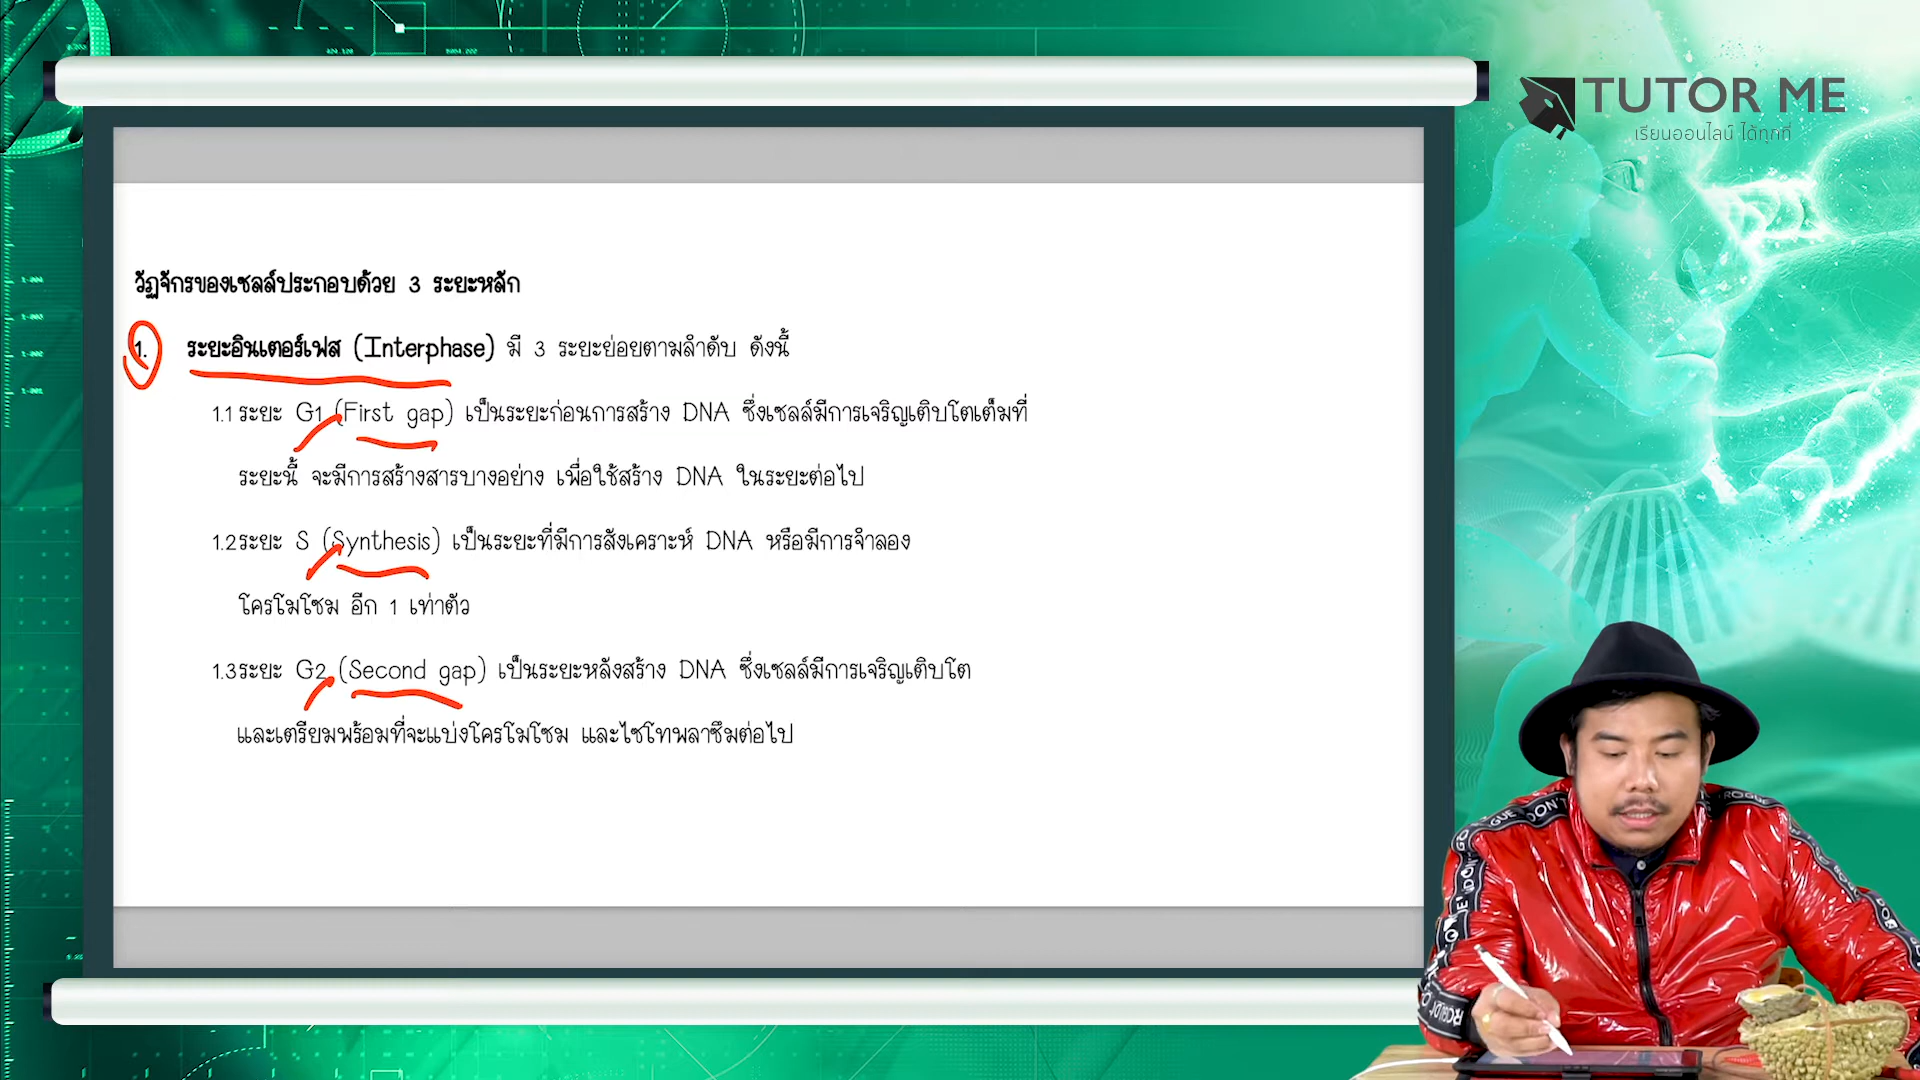 TUTOR ME
เรียนออนไลน์ ได้ทุกที่
วัฏจักรของเซลล์ประกอบด้วย 3 ระยะหลัก
1. ระยะอินเตอร์เฟส (Interphase) มี 3 ระยะย่อยตามลำดับ ดังนี้
1.1 ระยะ G1 (First gap) เป็นระยะก่อนการสร้าง DNA ซึ่งเซลล์มีการเจริญเติบโตเต็มที่
ระยะนี้ จะมีการสร้างสารบางอย่าง เพื่อใช้สร้าง DNA ในระยะต่อไป
1.2 ระยะ S (Synthesis) เป็นระยะที่มีการสังเคราะห์ DNA หรือมีการจำลอง
โครโมโซม อีก 1 เท่าตัว
1.3 ระยะ G2 (Second gap) เป็นระยะหลังสร้าง DNA ซึ่งเซลล์มีการเจริญเติบโต
และเตรียมพร้อมที่จะแบ่งโครโมโซม และไซโทพลาซึมต่อไป